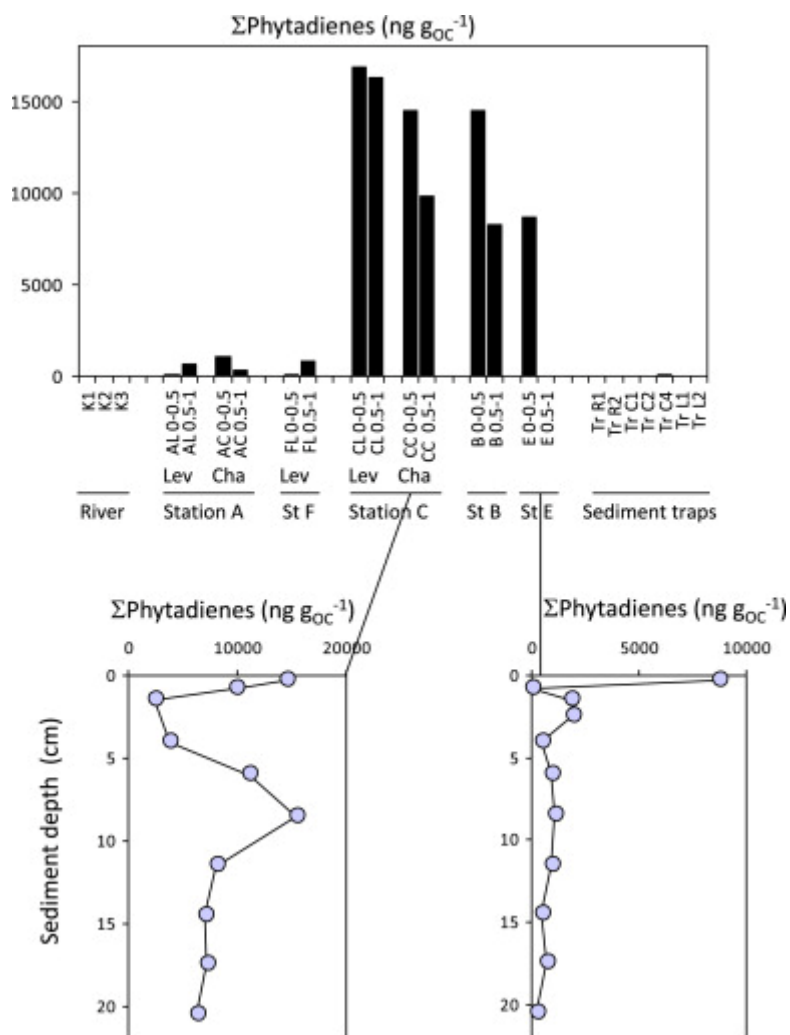 ΣPhytadienes (ng gOC-1)
15000
10000
5000
0
K1
K2
K3
AL 0-0.5
AL 0.5-1
AC 0-0.5
AC 0.5-1
FL 0-0.5
FL 0.5-1
CL 0-0.5
CL 0.5-1
CC 0-0.5
CC 0.5-1
B 0-0.5
B 0.5-1
E 0-0.5
E 0.5-1
Tr R1
Tr R2
Tr C1
Tr C2
Tr C4
Tr L1
Tr L2
Lev Cha Lev Lev Cha
River Station A St F Station C St B St E Sediment traps
ΣPhytadienes (ng gOC-1)
0 10000 20000
Sediment depth (cm)
0
5
10
15
20
ΣPhytadienes (ng gOC-1)
0 5000 10000
0
5
10
15
20